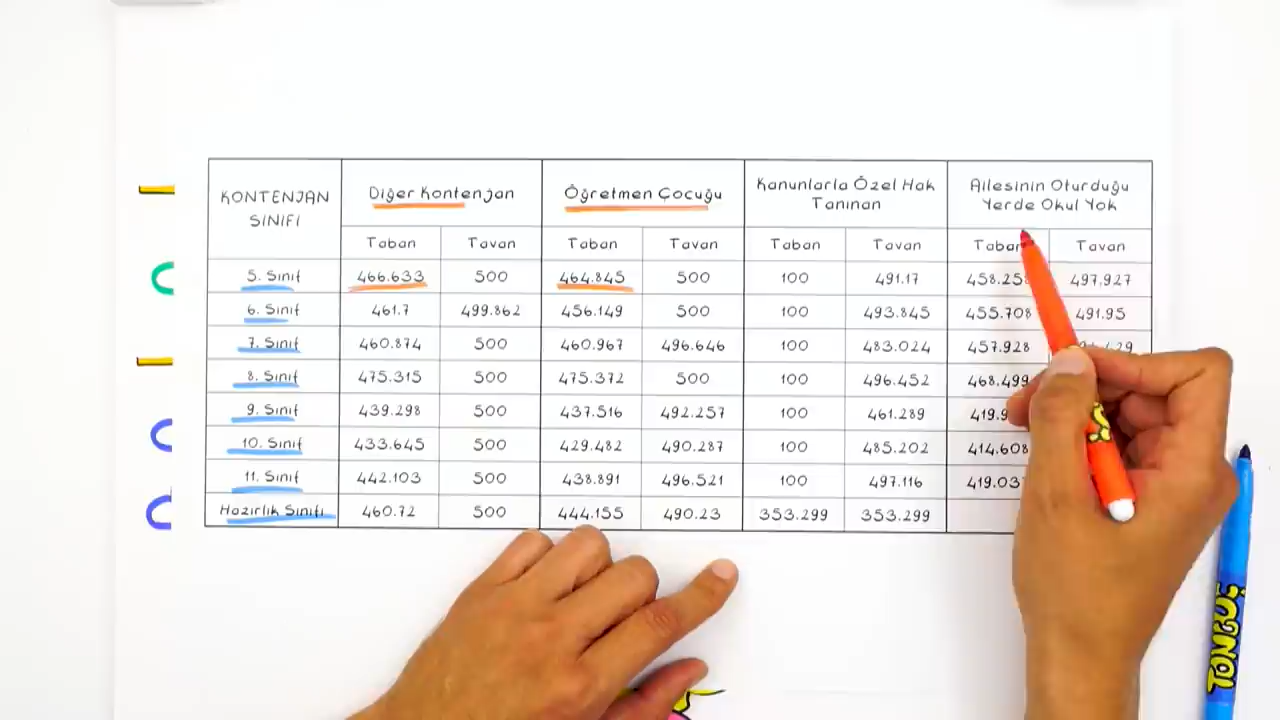 KONTENJAN SINIFI Diğer Kontenjan Öğretmen Çocuğu Kanunlarla Özel Hak Tanınan Ailesinin Oturduğu Yerde Okul Yok
Taban Tavan Taban Tavan Taban Tavan Taban Tavan
5. Sınıf 466.633 500 464.845 500 100 491.17 497.927
6. Sınıf 461.7 499.862 456.149 500 100 493.845 455.708 491.95
7. Sınıf 460.874 500 460.967 496.646 100 483.024 457.928
8. Sınıf 475.315 500 475.372 500 100 496.452 468.499
9. Sınıf 439.298 500 437.516 492.257 100 461.289
10. Sınıf 433.645 500 429.482 490.287 100 485.202 414.608
11. Sınıf 442.103 500 438.891 496.521 100 497.116
Hazırlık Sınıfı 460.72 500 444.155 490.23 353.299 353.299
TONGUÇ